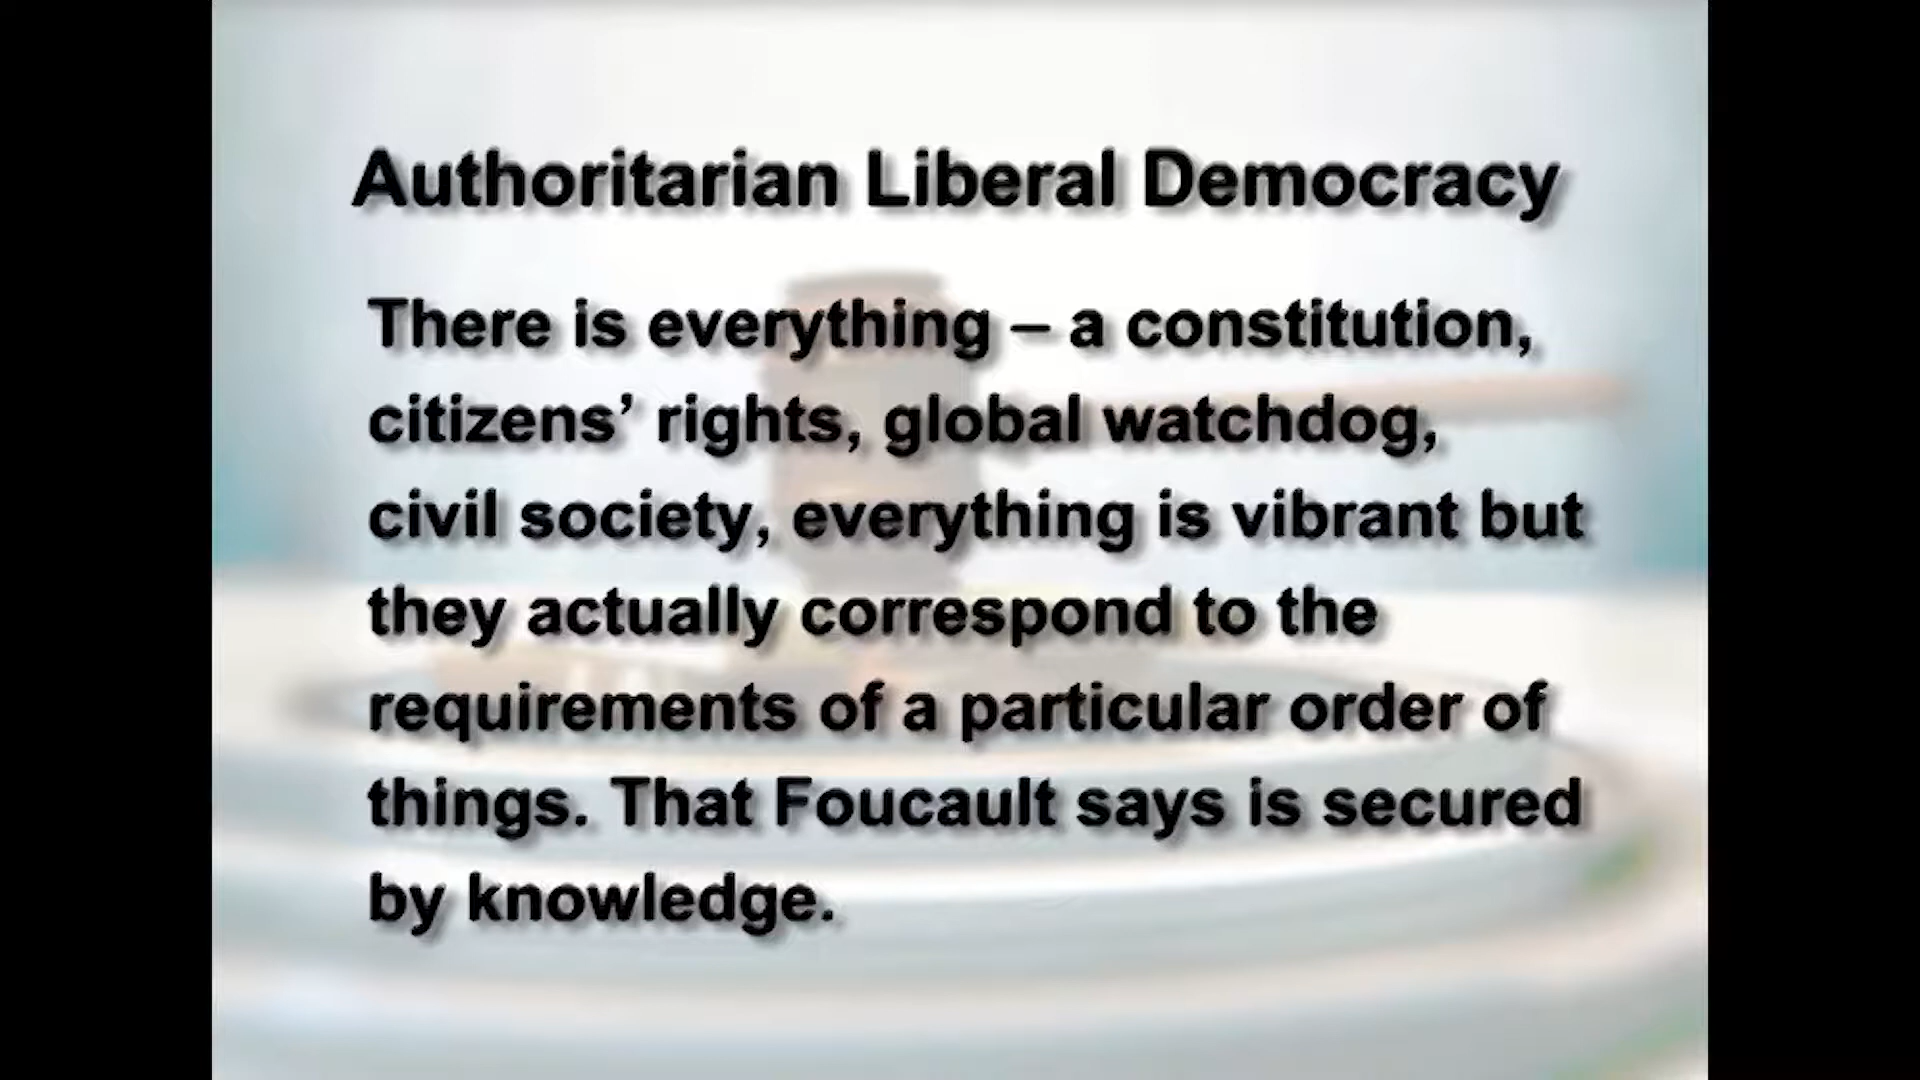 Authoritarian Liberal Democracy
There is everything – a constitution,
citizens’ rights, global watchdog,
civil society, everything is vibrant but
they actually correspond to the
requirements of a particular order of
things. That Foucault says is secured
by knowledge.